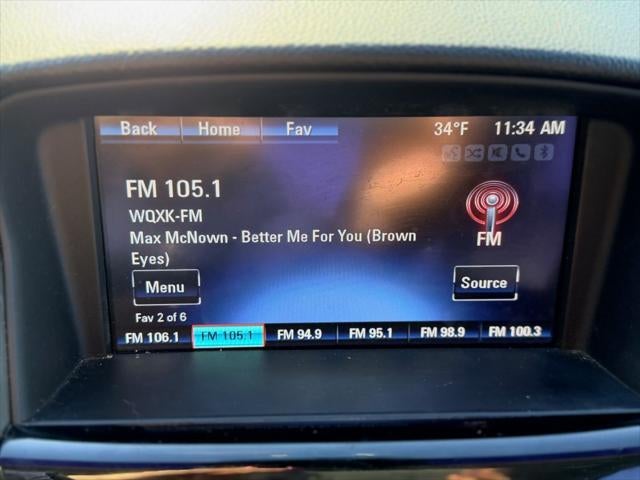 Back Home Fav 34°F 11:34 AM
FM 105.1
WQXK-FM
Max McNown - Better Me For You (Brown
Eyes)
FM
Menu Source
Fav 2 of 6
FM 106.1 FM 105.1 FM 94.9 FM 95.1 FM 98.9 FM 100.3